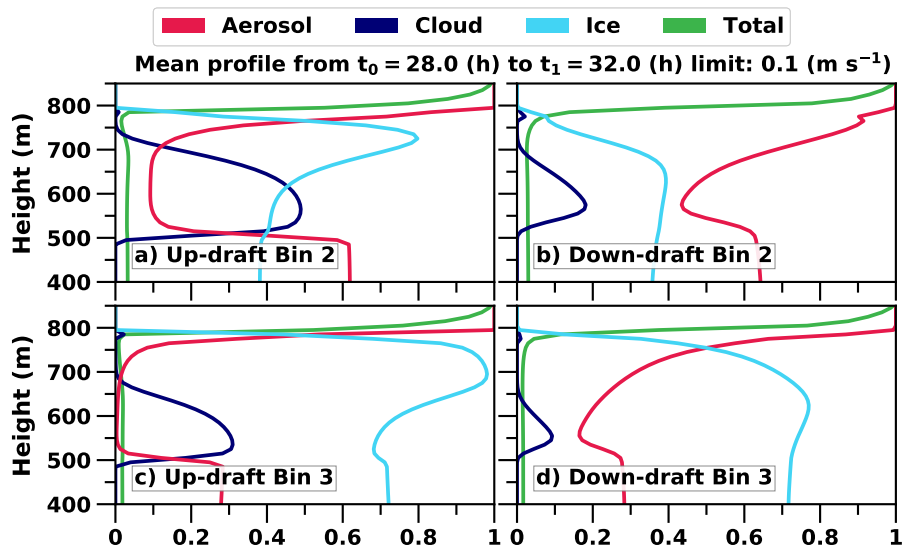 Aerosol Cloud Ice Total
Mean profile from t₀ = 28.0 (h) to t₁ = 32.0 (h) limit: 0.1 (m s⁻¹)
Height (m)
800
700
600
500
400
a) Up-draft Bin 2
b) Down-draft Bin 2
Height (m)
800
700
600
500
400
c) Up-draft Bin 3
d) Down-draft Bin 3
0 0.2 0.4 0.6 0.8 1 0 0.2 0.4 0.6 0.8 1